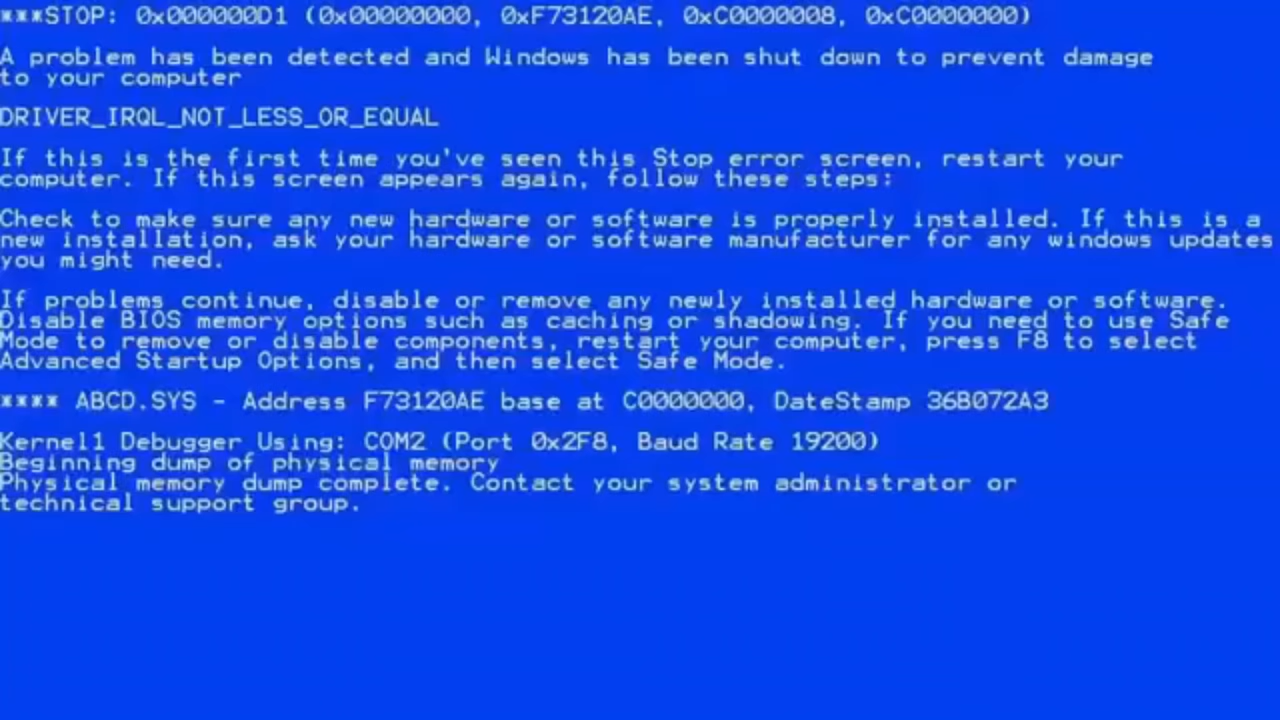 ***STOP: 0x000000D1 (0x00000000, 0xF73120AE, 0xC0000008, 0xC0000000)
A problem has been detected and Windows has been shut down to prevent damage
to your computer
DRIVER_IRQL_NOT_LESS_OR_EQUAL
If this is the first time you've seen this Stop error screen, restart your
computer. If this screen appears again, follow these steps:
Check to make sure any new hardware or software is properly installed. If this is a
new installation, ask your hardware or software manufacturer for any windows updates
you might need.
If problems continue, disable or remove any newly installed hardware or software.
Disable BIOS memory options such as caching or shadowing. If you need to use Safe
Mode to remove or disable components, restart your computer, press F8 to select
Advanced Startup Options, and then select Safe Mode.
**** ABCD.SYS - Address F73120AE base at C0000000, DateStamp 36B072A3
Kernel1 Debugger Using: COM2 (Port 0x2F8, Baud Rate 19200)
Beginning dump of physical memory
Physical memory dump complete. Contact your system administrator or
technical support group.